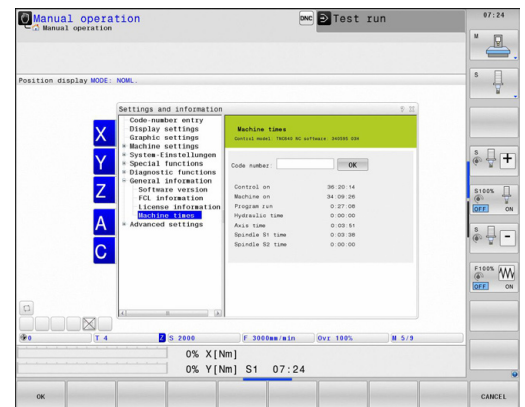 Manual operation
DNC
Test run
07:24
Manual operation
M
Position display MODE: NOML.
S
Settings and information
Code-number entry
Display settings
Graphic settings
Machine settings
System-Einstellungen
Special functions
Diagnostic functions
General information
Software version
FCL information
License information
Machine times
Advanced settings
Machine times
Code number:
OK
Control on 36:20:14
Machine on 34:09:26
Program run 0:27:08
Hydraulic time 0:00:00
Axis time 0:03:51
Spindle S1 time 0:03:38
Spindle S2 time 0:00:00
X
Y
Z
A
C
S
+
S100%
OFF ON
S
-
F100%
OFF ON
0
T 4
Z S 2000
F 3000mm/min
Ovr 100%
M 5/9
0% X[Nm]
0% Y[Nm] S1 07:24
OK
CANCEL